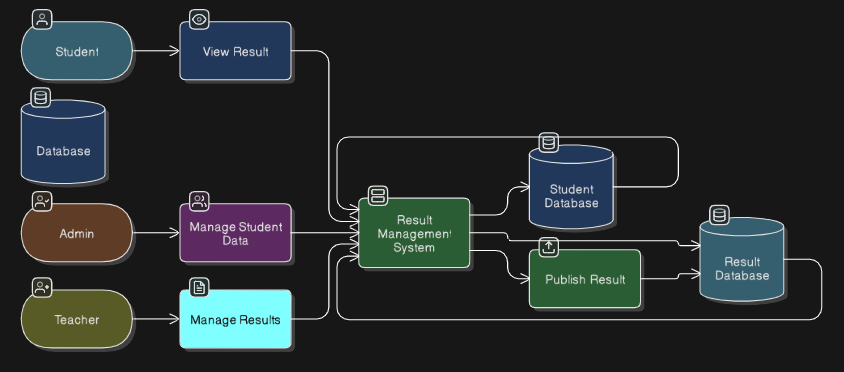 Student
View Result
Database
Admin
Manage Student
Data
Teacher
Manage Results
Result
Management
System
Student
Database
Publish Result
Result
Database